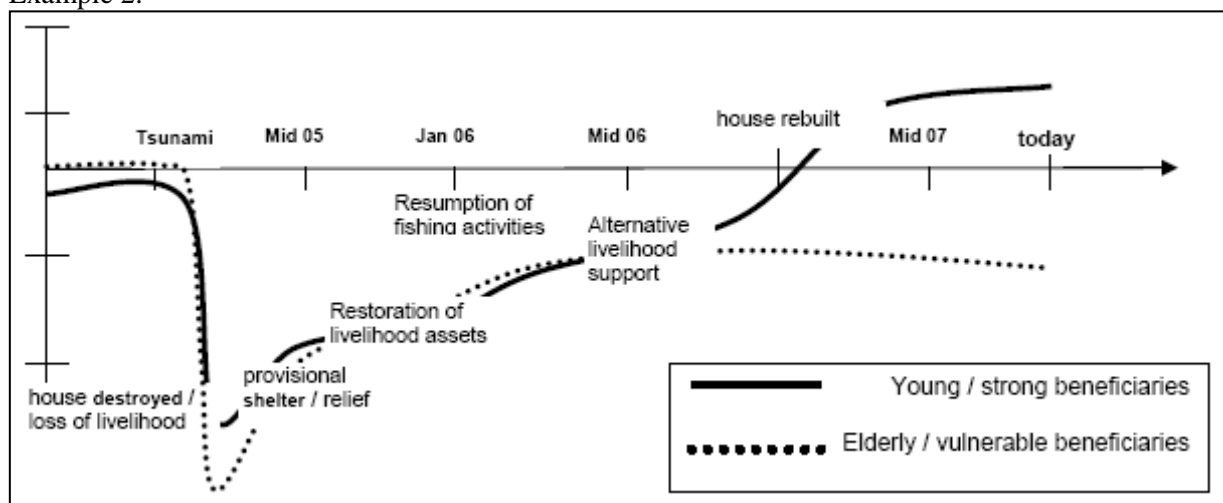 Example 2:
Tsunami
Mid 05
Jan 06
Mid 06
house rebuilt
Mid 07
today
Resumption of
fishing activities
Alternative
livelihood
support
Restoration of
livelihood assets
provisional
shelter / relief
house destroyed /
loss of livelihood
Young / strong beneficiaries
Elderly / vulnerable beneficiaries